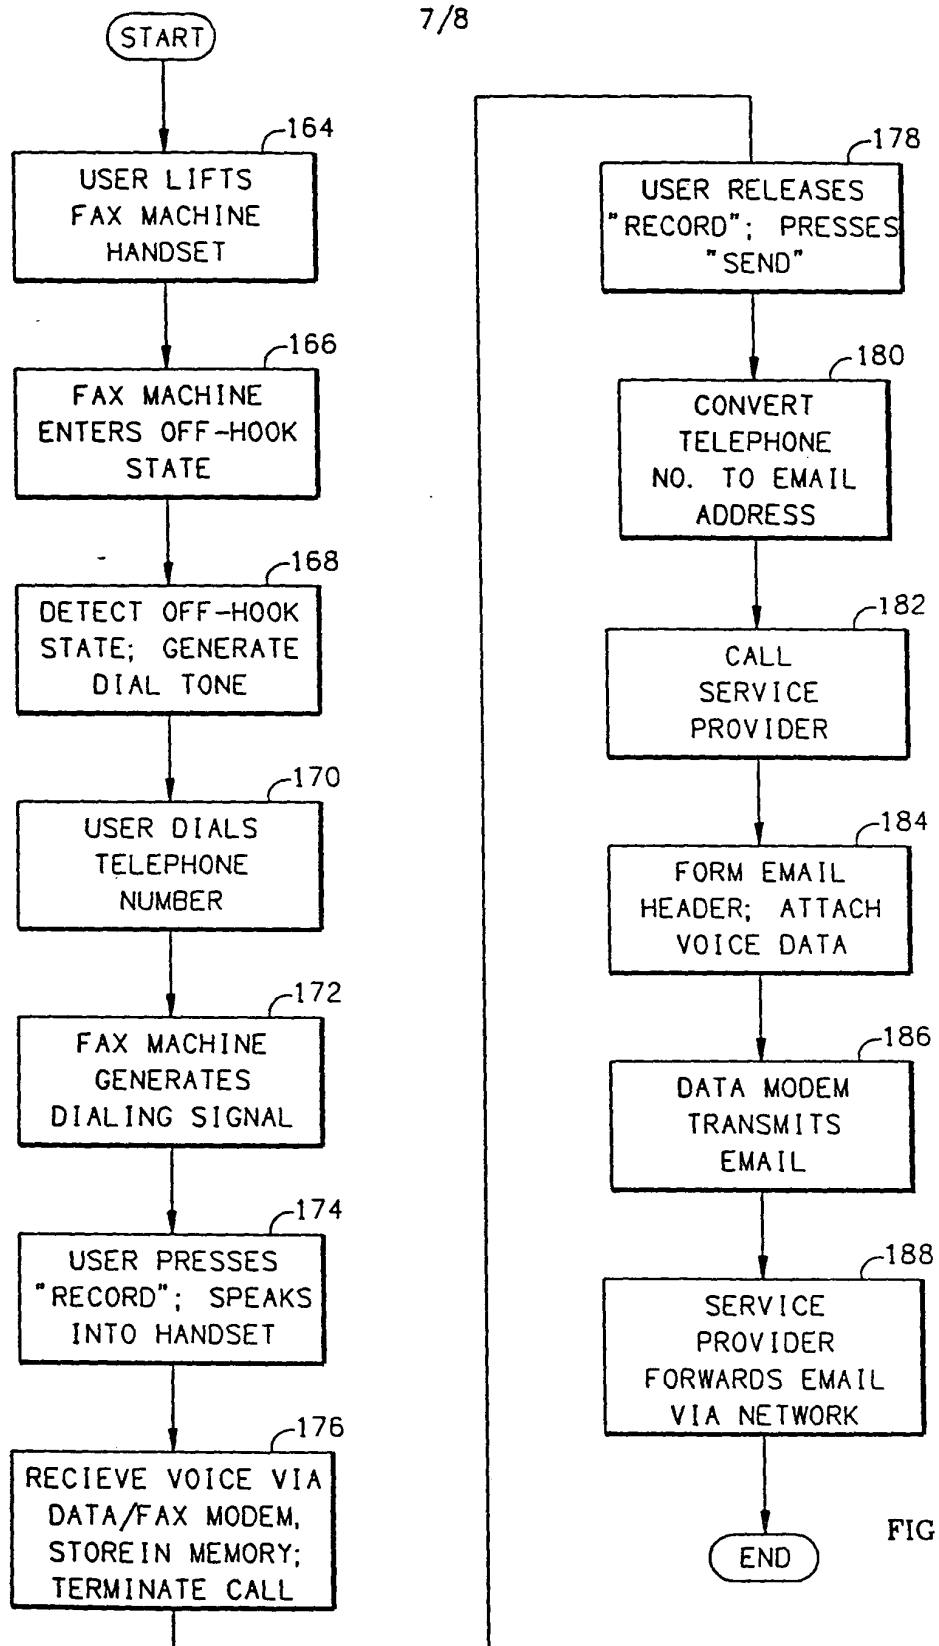 7/8
START
164
USER LIFTS
FAX MACHINE
HANDSET
166
FAX MACHINE
ENTERS OFF-HOOK
STATE
168
DETECT OFF-HOOK
STATE; GENERATE
DIAL TONE
170
USER DIALS
TELEPHONE
NUMBER
172
FAX MACHINE
GENERATES
DIALING SIGNAL
174
USER PRESSES
"RECORD"; SPEAKS
INTO HANDSET
176
RECIEVE VOICE VIA
DATA/FAX MODEM,
STOREIN MEMORY;
TERMINATE CALL
178
USER RELEASES
"RECORD"; PRESSES
"SEND"
180
CONVERT
TELEPHONE
NO. TO EMAIL
ADDRESS
182
CALL
SERVICE
PROVIDER
184
FORM EMAIL
HEADER; ATTACH
VOICE DATA
186
DATA MODEM
TRANSMITS
EMAIL
188
SERVICE
PROVIDER
FORWARDS EMAIL
VIA NETWORK
END
FIG